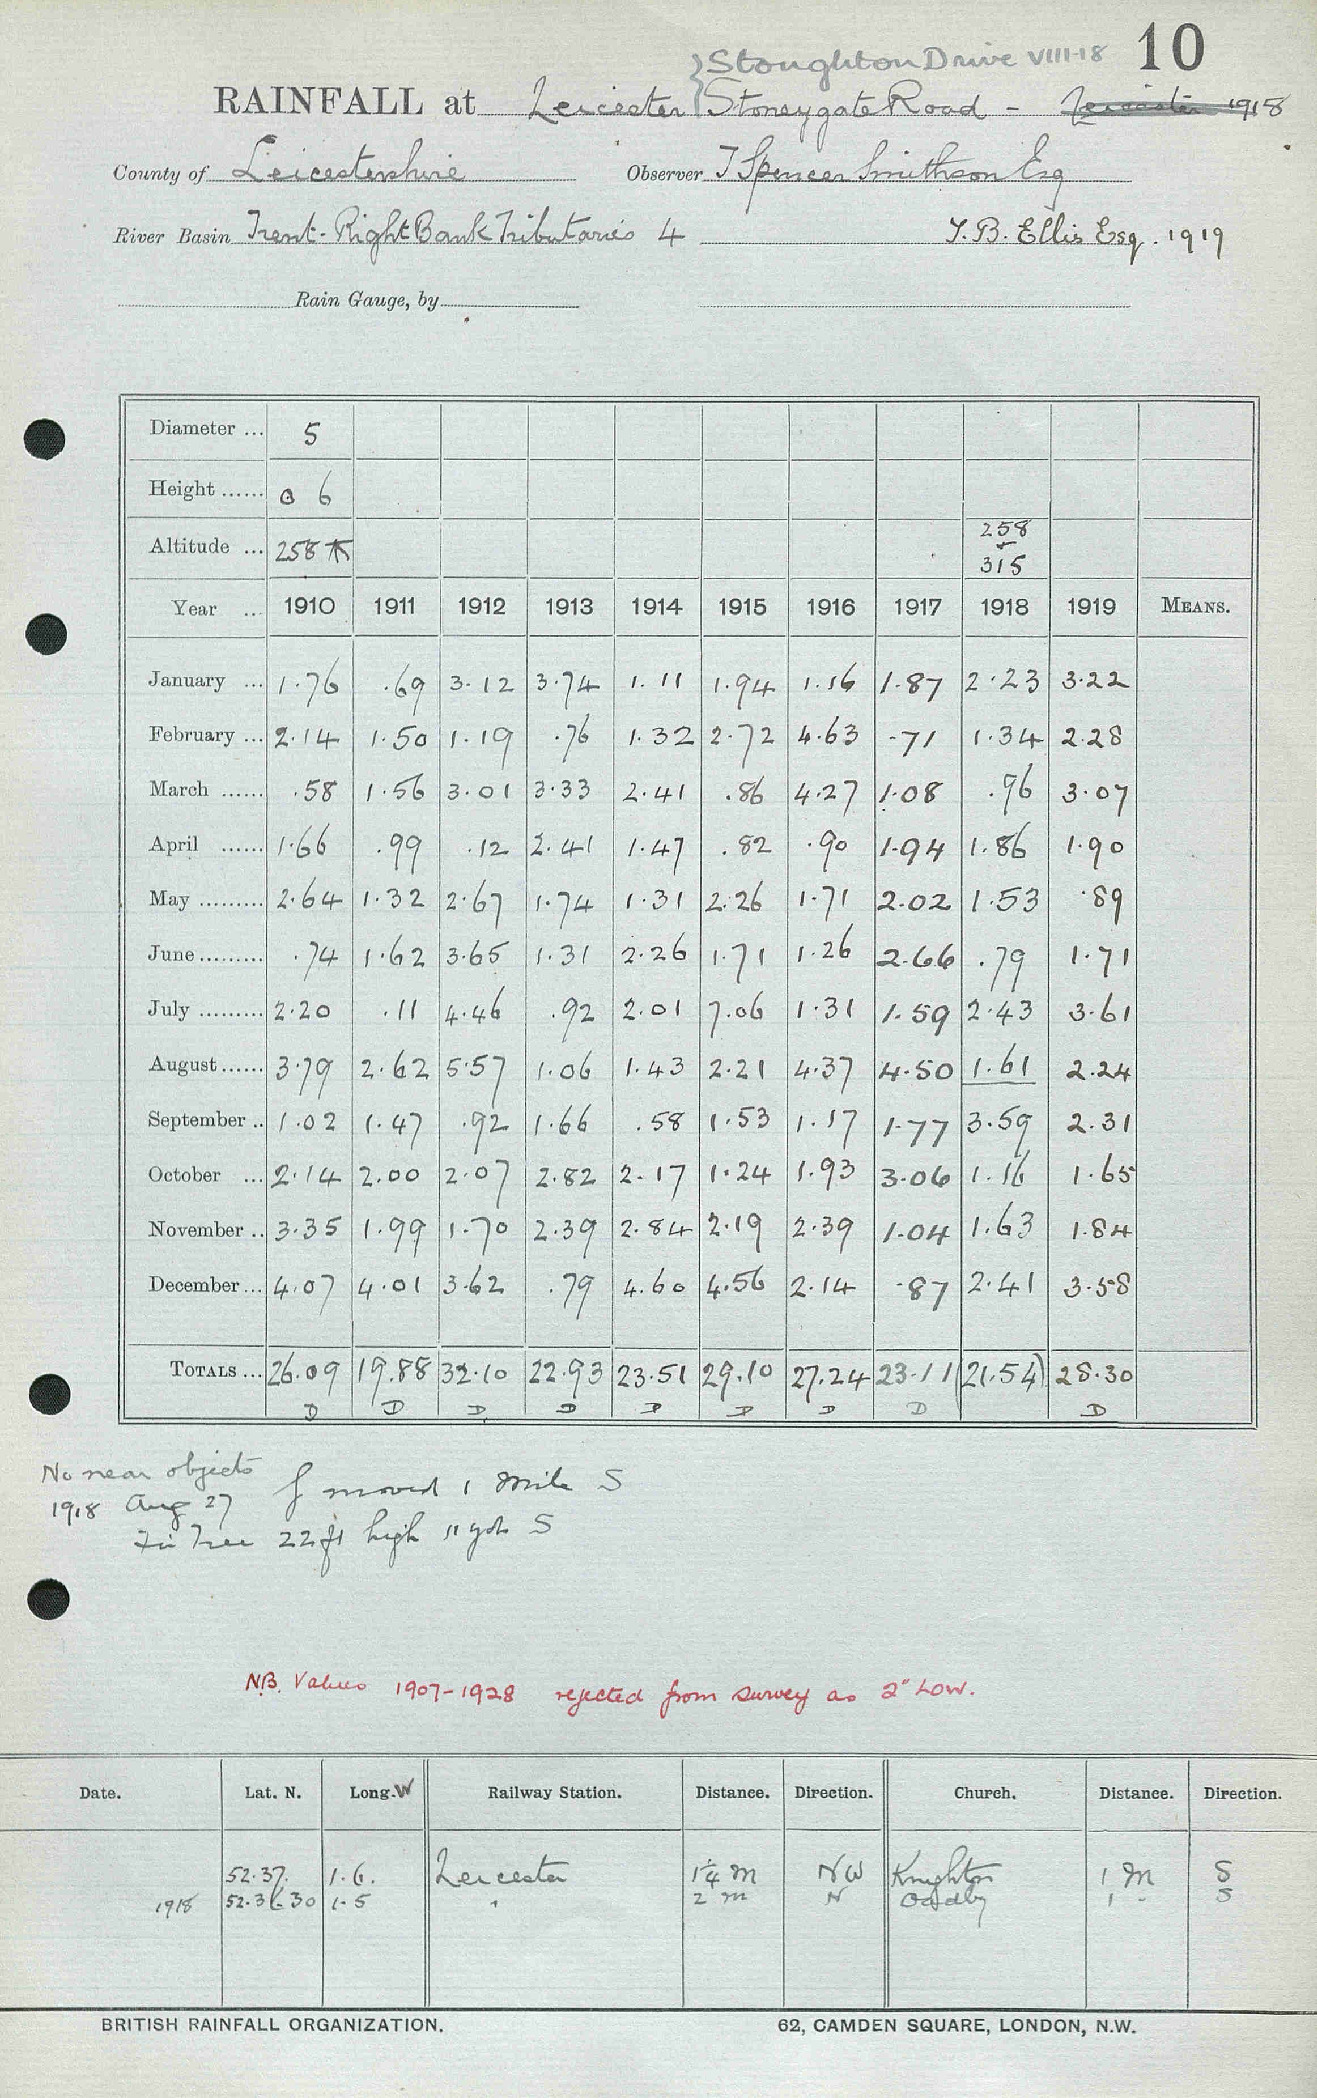 Stoughton Drive VIII·18 10
RAINFALL at Leicester Stoneygate Road - Leicester 1918
County of Leicestershire Observer J Spencer Smithson Esq
River Basin Trent-Right Bank Tributaries 4 T.B. Ellis Esq. 1919
Rain Gauge, by
Diameter ... 5
Height ...... 0 6
258
Altitude ... 258
315
Year ... 1910 1911 1912 1913 1914 1915 1916 1917 1918 1919 MEANS.
January ... 1.76 .69 3.12 3.74 1.11 1.94 1.16 1.87 2.23 3.22
February ... 2.14 1.50 1.19 .76 1.32 2.72 4.63 .71 1.34 2.28
March ...... .58 1.56 3.01 3.33 2.41 .86 4.27 1.08 .96 3.07
April ...... 1.66 .99 .12 2.41 1.47 .82 .90 1.94 1.86 1.90
May ......... 2.64 1.32 2.67 1.74 1.31 2.26 1.71 2.02 1.53 .89
June ......... .74 1.62 3.65 1.31 2.26 1.71 1.26 2.66 .79 1.71
July ......... 2.20 .11 4.46 .92 2.01 7.06 1.31 1.59 2.43 3.61
August ...... 3.79 2.62 5.57 1.06 1.43 2.21 4.37 4.50 1.61 2.24
September .. 1.02 1.47 .92 1.66 .58 1.53 1.17 1.77 3.59 2.31
October ... 2.14 2.00 2.07 2.82 2.17 1.24 1.93 3.06 1.16 1.65
November .. 3.35 1.99 1.70 2.39 2.84 2.19 2.39 1.04 1.63 1.84
December ... 4.07 4.01 3.62 .79 4.60 4.56 2.14 .87 2.41 3.58
TOTALS ... 26.09 19.88 32.10 22.93 23.51 29.10 27.24 23.11 (21.54) 28.30
D D D D D D D D D
No near objects
1918 Aug 27 moved 1 mile S
Fir Tree 22 ft high 11 yds S
N.B. Values 1907-1928 rejected from survey as 2" LOW.
Date. Lat. N. Long. W Railway Station. Distance. Direction. Church. Distance. Direction.
52.37. 1.6. Leicester 1¼ M NW Knighton 1 M S
1918 52.36.30 1.5 " 2 m N Oadby 1 - S
BRITISH RAINFALL ORGANIZATION. 62, CAMDEN SQUARE, LONDON, N.W.